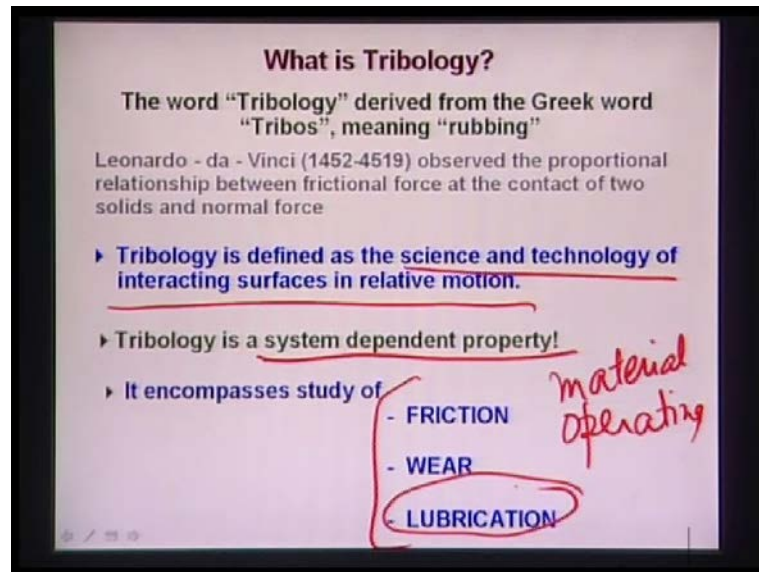 What is Tribology?
The word “Tribology” derived from the Greek word
“Tribos”, meaning “rubbing”
Leonardo - da - Vinci (1452-4519) observed the proportional
relationship between frictional force at the contact of two
solids and normal force
‣ Tribology is defined as the science and technology of
interacting surfaces in relative motion.
‣ Tribology is a system dependent property!
‣ It encompasses study of
- FRICTION
- WEAR
- LUBRICATION
material
operating